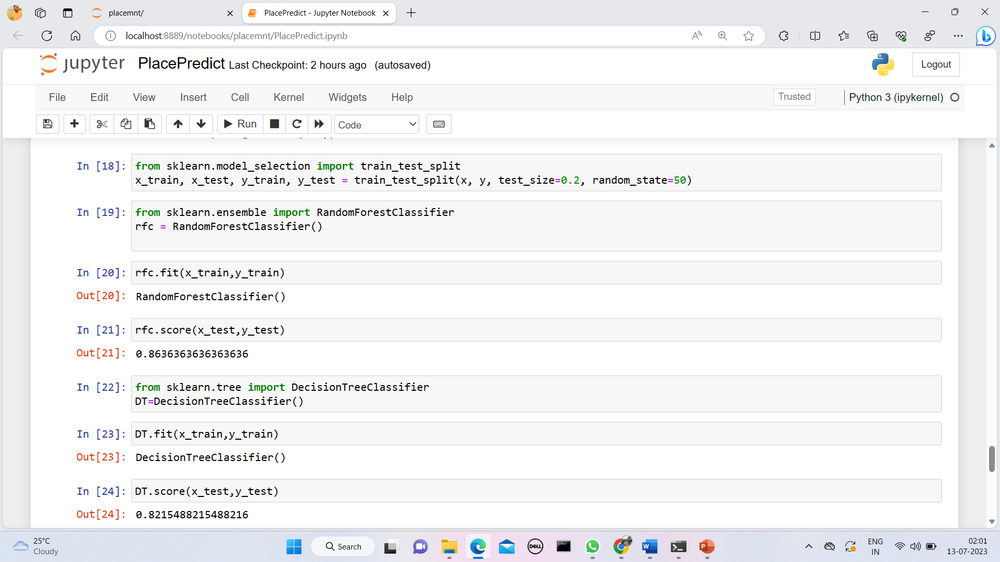 placemnt/
PlacePredict - Jupyter Notebook
localhost:8889/notebooks/placemnt/PlacePredict.ipynb
jupyter PlacePredict Last Checkpoint: 2 hours ago (autosaved)
Logout
File Edit View Insert Cell Kernel Widgets Help
Trusted
Python 3 (ipykernel)
Run
Code
In [18]: from sklearn.model_selection import train_test_split
x_train, x_test, y_train, y_test = train_test_split(x, y, test_size=0.2, random_state=50)
In [19]: from sklearn.ensemble import RandomForestClassifier
rfc = RandomForestClassifier()
In [20]: rfc.fit(x_train,y_train)
Out[20]: RandomForestClassifier()
In [21]: rfc.score(x_test,y_test)
Out[21]: 0.8636363636363636
In [22]: from sklearn.tree import DecisionTreeClassifier
DT=DecisionTreeClassifier()
In [23]: DT.fit(x_train,y_train)
Out[23]: DecisionTreeClassifier()
In [24]: DT.score(x_test,y_test)
Out[24]: 0.8215488215488216
25°C
Cloudy
Search
DELL
ENG
IN
02:01
13-07-2023